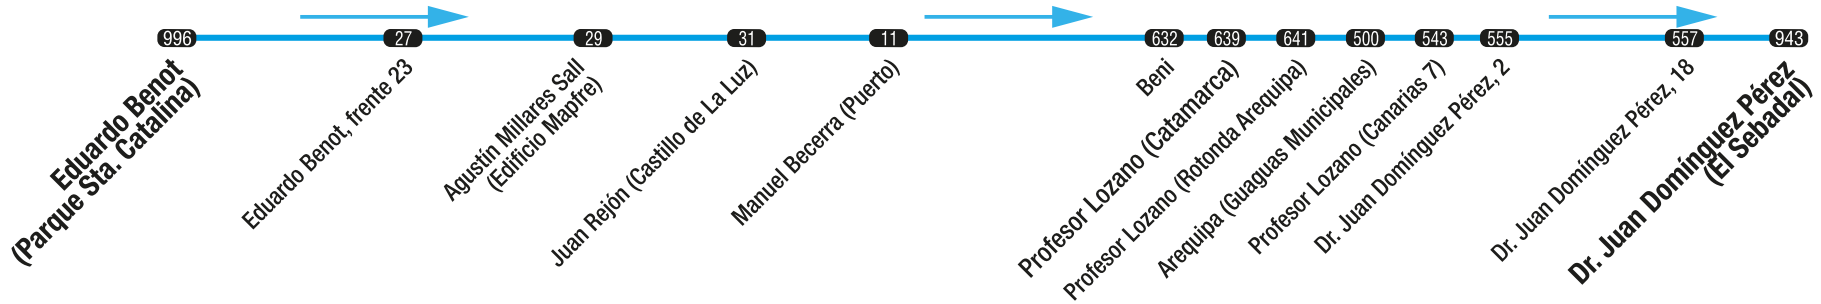 996
27
29
31
11
632
639
641
500
543
555
557
943
Eduardo Benot
(Parque Sta. Catalina)
Eduardo Benot, frente 23
Agustín Millares Sall
(Edificio Mapfre)
Juan Rejón (Castillo de La Luz)
Manuel Becerra (Puerto)
Beni
Profesor Lozano (Catamarca)
Profesor Lozano (Rotonda Arequipa)
Arequipa (Guaguas Municipales)
Profesor Lozano (Canarias 7)
Dr. Juan Domínguez Pérez, 2
Dr. Juan Domínguez Pérez, 18
Dr. Juan Domínguez Pérez
(El Sebadal)